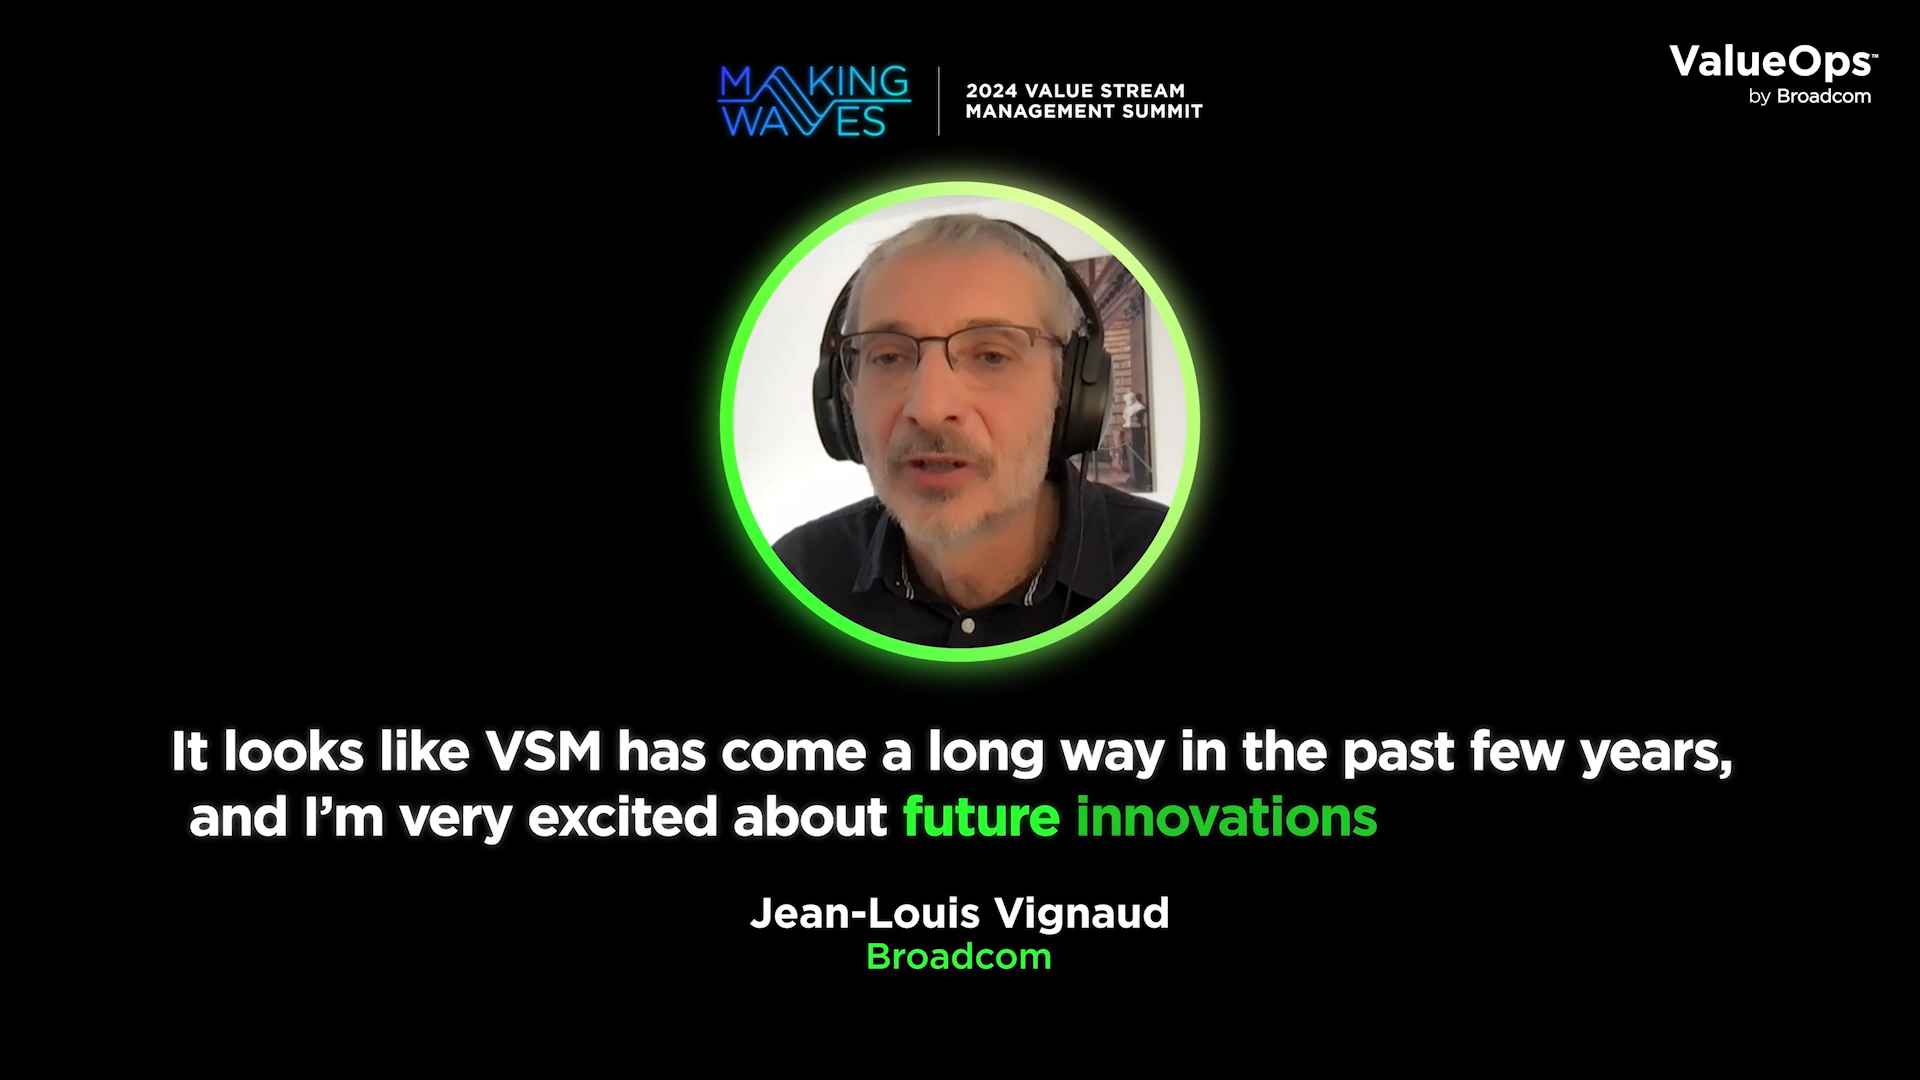 MAKING
WAVES
2024 VALUE STREAM
MANAGEMENT SUMMIT
ValueOps™
by Broadcom
It looks like VSM has come a long way in the past few years,
and I’m very excited about future innovations
Jean-Louis Vignaud
Broadcom